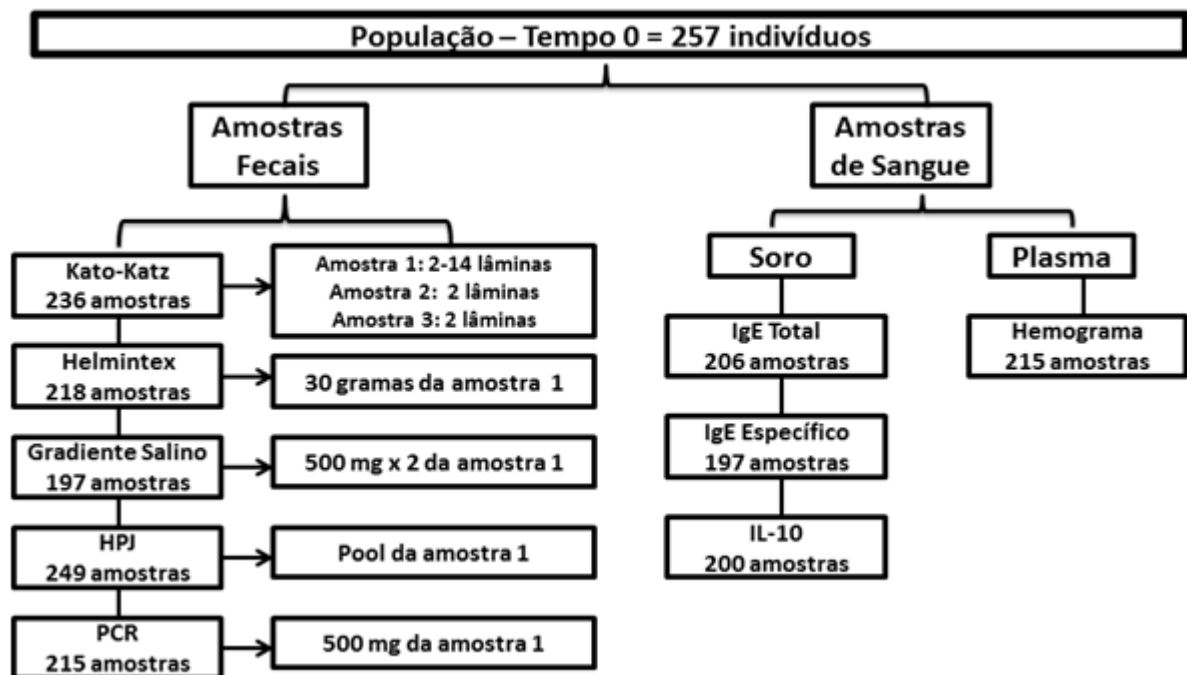 População – Tempo 0 = 257 indivíduos
Amostras
Fecais
Kato-Katz
236 amostras
Amostra 1: 2-14 lâminas
Amostra 2: 2 lâminas
Amostra 3: 2 lâminas
Helmintex
218 amostras
30 gramas da amostra 1
Gradiente Salino
197 amostras
500 mg x 2 da amostra 1
HPJ
249 amostras
Pool da amostra 1
PCR
215 amostras
500 mg da amostra 1
Amostras
de Sangue
Soro
IgE Total
206 amostras
IgE Específico
197 amostras
IL-10
200 amostras
Plasma
Hemograma
215 amostras